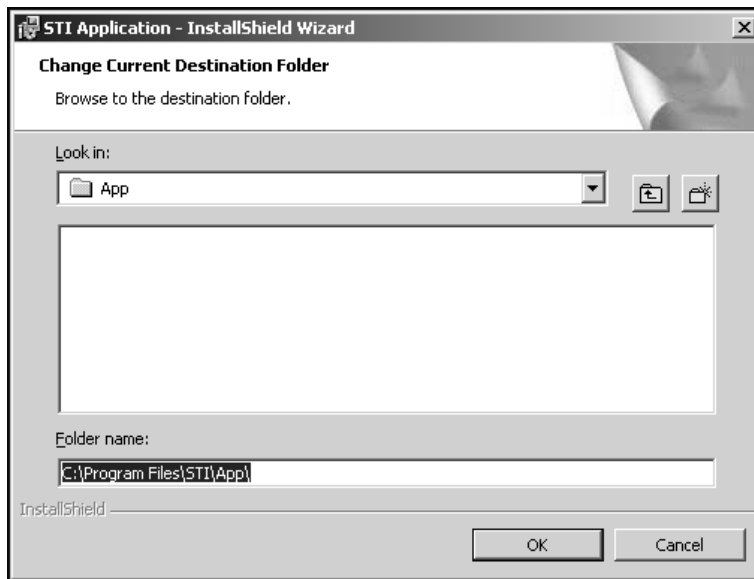 STI Application - InstallShield Wizard
Change Current Destination Folder
Browse to the destination folder.
Look in:
App
Folder name:
C:\Program Files\STI\App\
InstallShield
OK Cancel